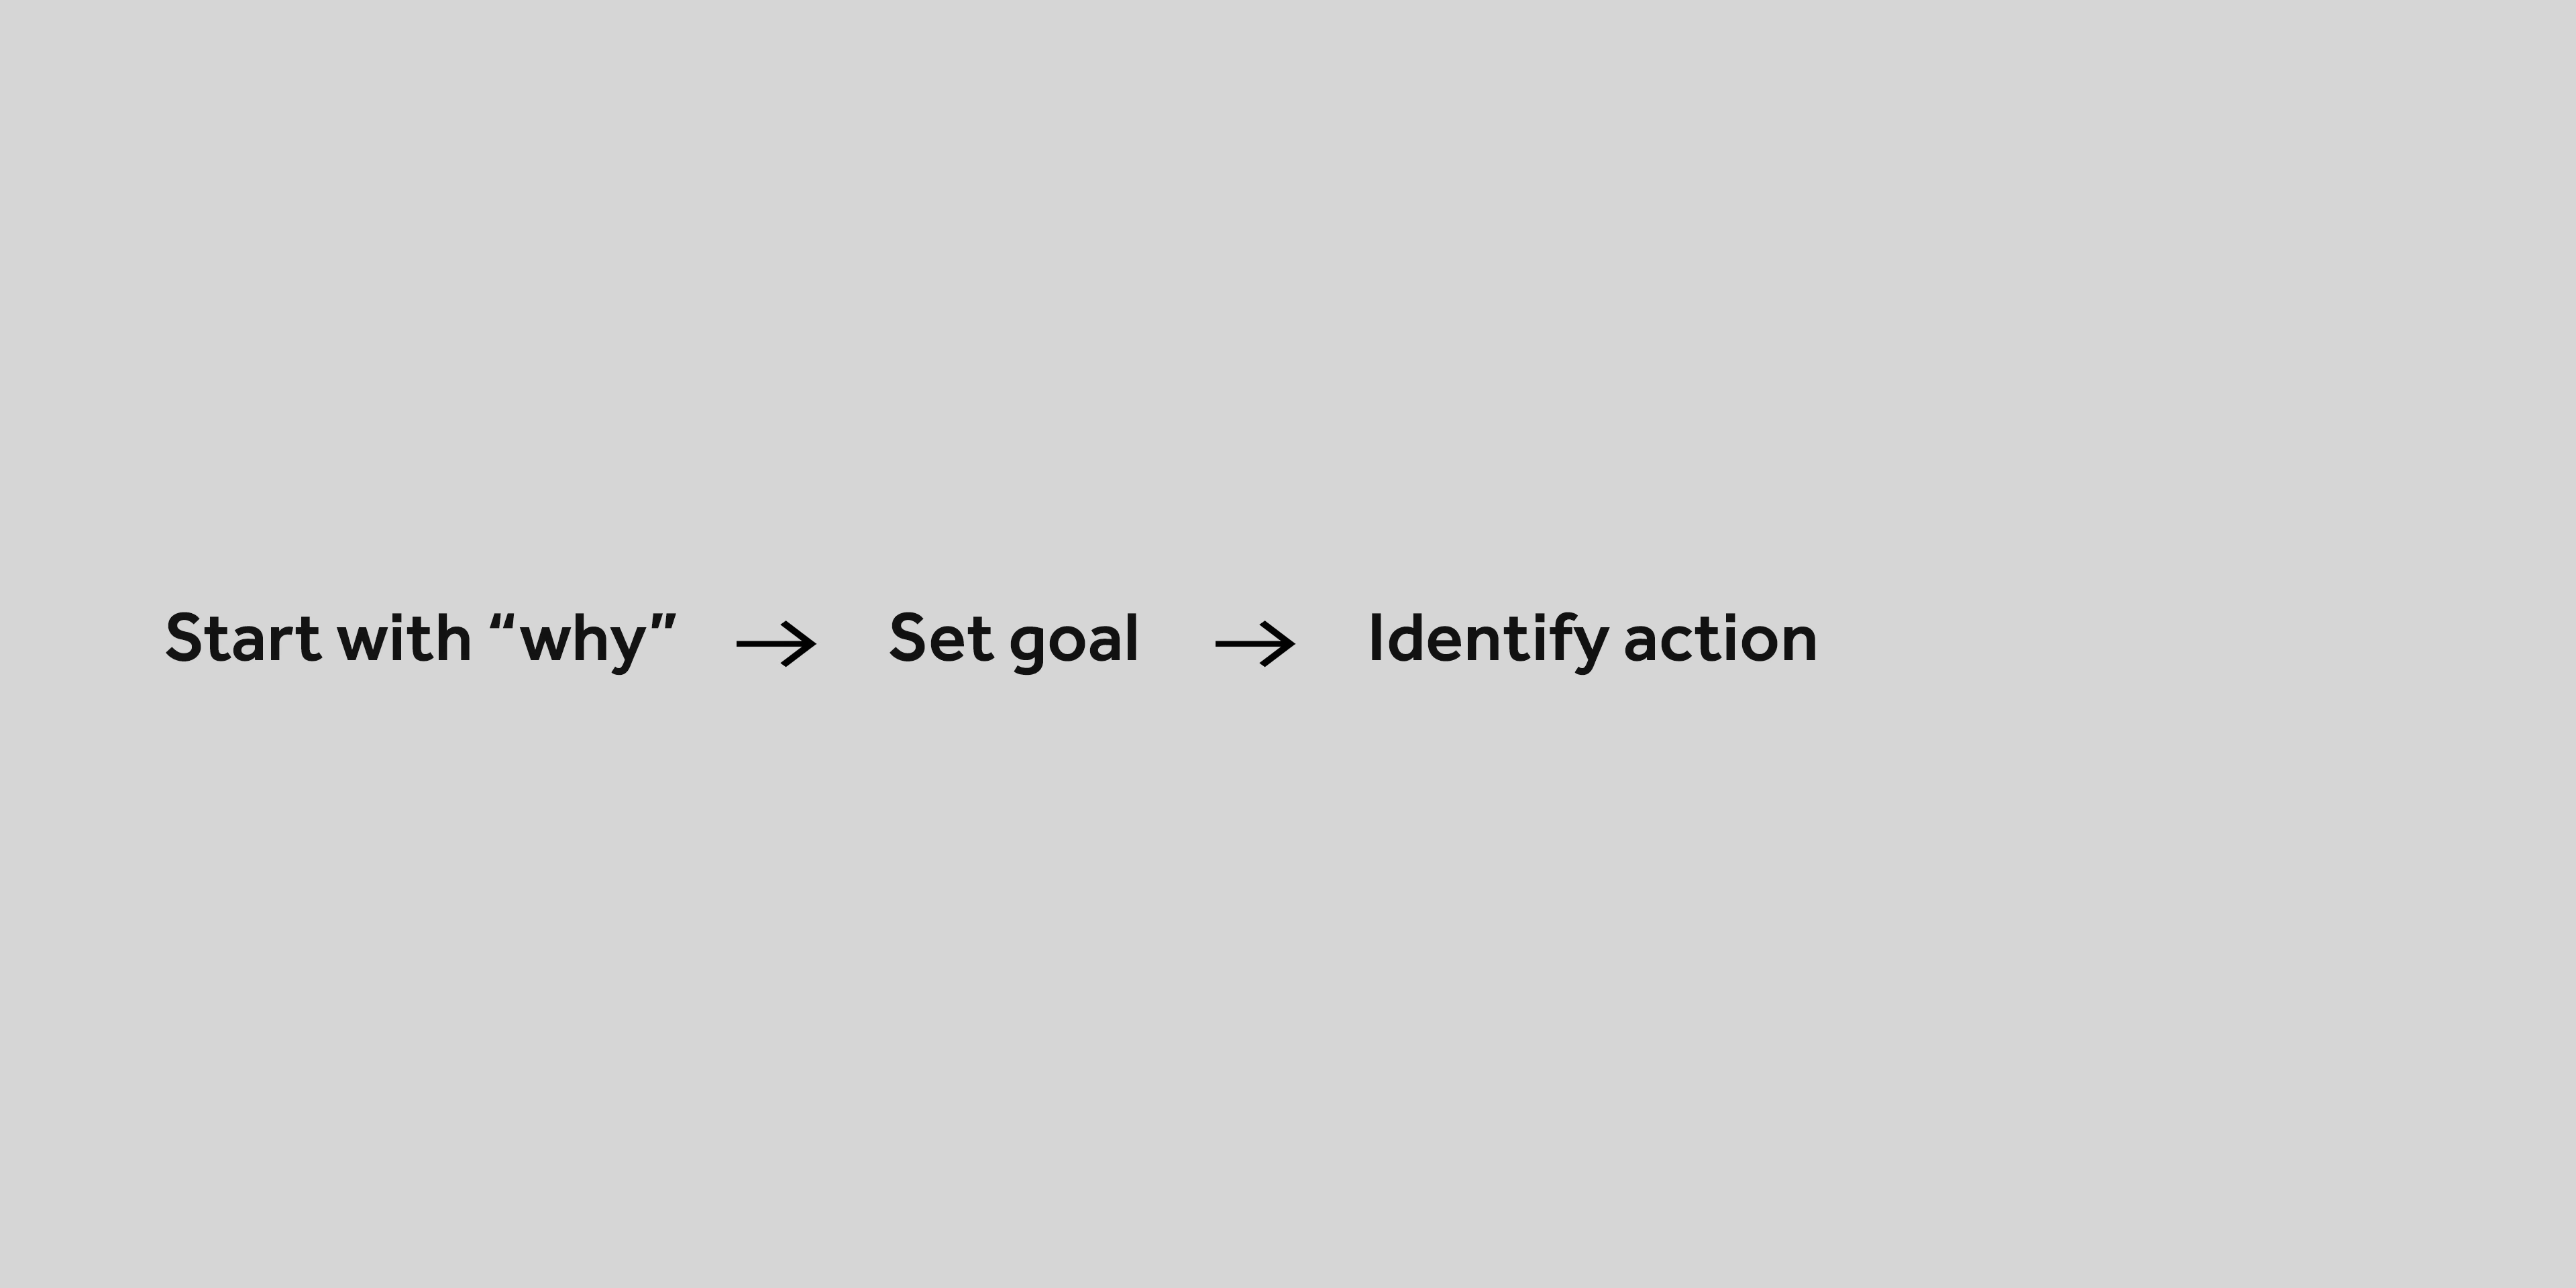 Start with “why” → Set goal → Identify action